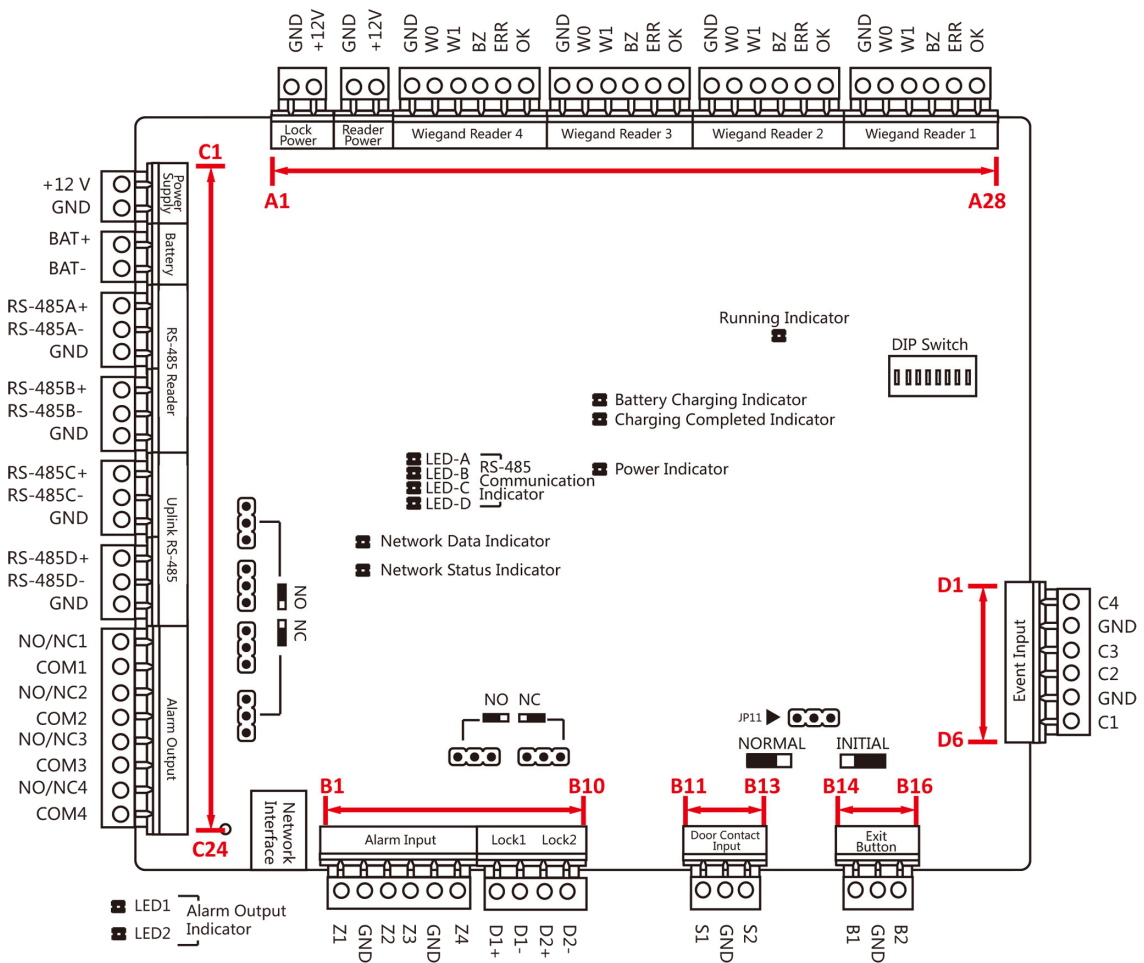 GND +12V GND +12V GND W0 W1 BZ ERR OK GND W0 W1 BZ ERR OK GND W0 W1 BZ ERR OK GND W0 W1 BZ ERR OK
Lock Power
Reader Power
Wiegand Reader 4
Wiegand Reader 3
Wiegand Reader 2
Wiegand Reader 1
A1
A28
C1
+12 V
GND
Power Supply
BAT+
BAT-
Battery
RS-485A+
RS-485A-
GND
RS-485B+
RS-485B-
GND
RS-485 Reader
RS-485C+
RS-485C-
GND
RS-485D+
RS-485D-
GND
Uplink RS-485
NO/NC1
COM1
NO/NC2
COM2
NO/NC3
COM3
NO/NC4
COM4
Alarm Output
C24
Running Indicator
DIP Switch
Battery Charging Indicator
Charging Completed Indicator
Power Indicator
LED-A
LED-B
LED-C
LED-D
RS-485
Communication
Indicator
Network Data Indicator
Network Status Indicator
NO
NC
NO NC
JP11
NORMAL
INITIAL
D1
D6
Event Input
C4
GND
C3
C2
GND
C1
Network
Interface
B1
B10
B11
B13
B14
B16
Alarm Input
Lock1
Lock2
Door Contact
Input
Exit
Button
Z1 GND Z2 Z3 GND Z4 D1+ D1- D2+ D2-
S1 GND S2
B1 GND B2
LED1
LED2
Alarm Output
Indicator